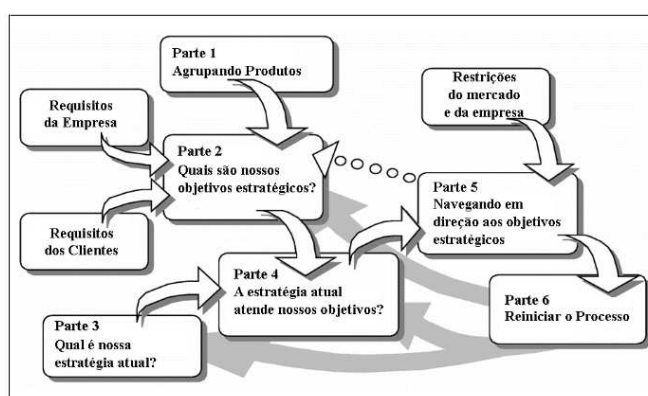 Parte 1
Agrupando Produtos
Restrições
do mercado
e da empresa
Requisitos
da Empresa
Parte 2
Quais são nossos
objetivos estratégicos?
Parte 5
Navegando em
direção aos objetivos
estratégicos
Requisitos
dos Clientes
Parte 4
A estratégia atual
atende nossos objetivos?
Parte 6
Reiniciar o Processo
Parte 3
Qual é nossa
estratégia atual?